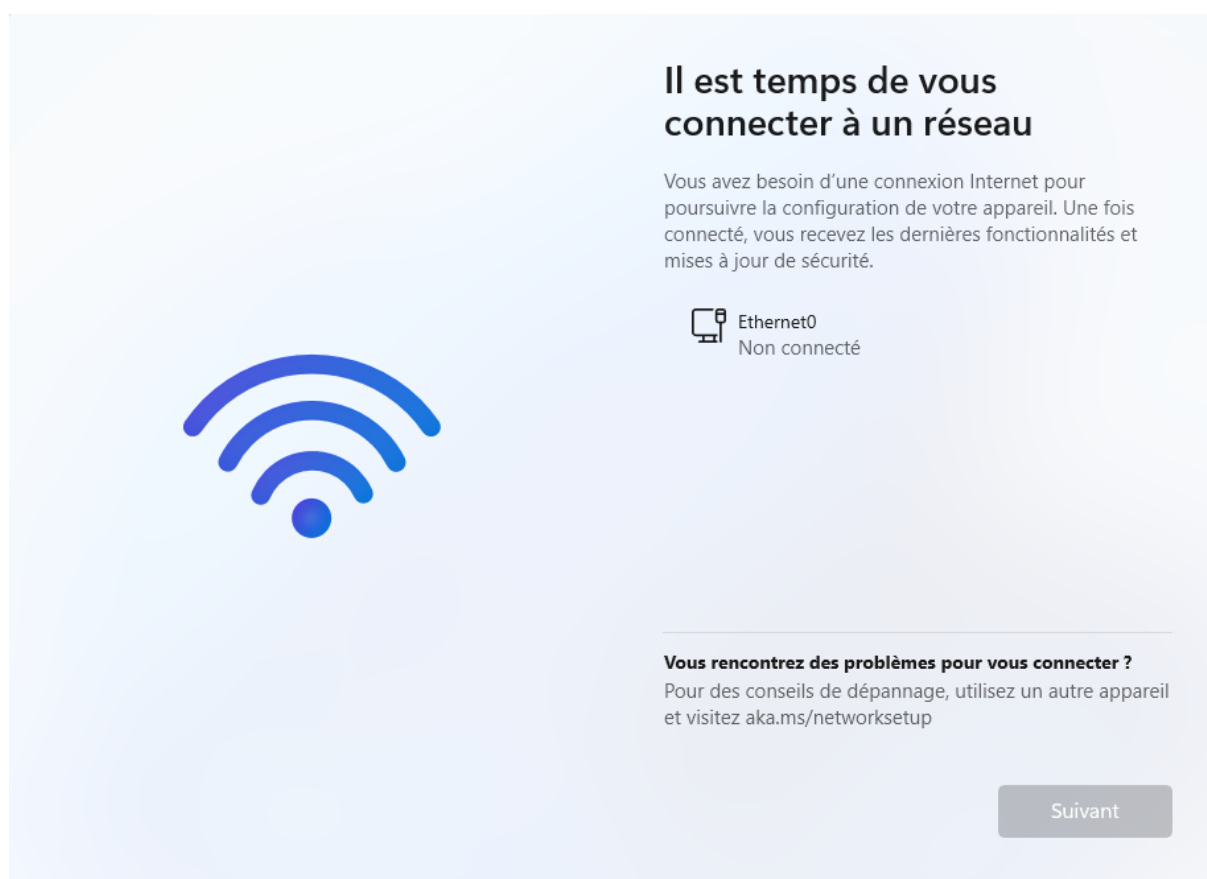 Il est temps de vous
connecter à un réseau
Vous avez besoin d’une connexion Internet pour
poursuivre la configuration de votre appareil. Une fois
connecté, vous recevez les dernières fonctionnalités et
mises à jour de sécurité.
Ethernet0
Non connecté
Vous rencontrez des problèmes pour vous connecter ?
Pour des conseils de dépannage, utilisez un autre appareil
et visitez aka.ms/networksetup
Suivant